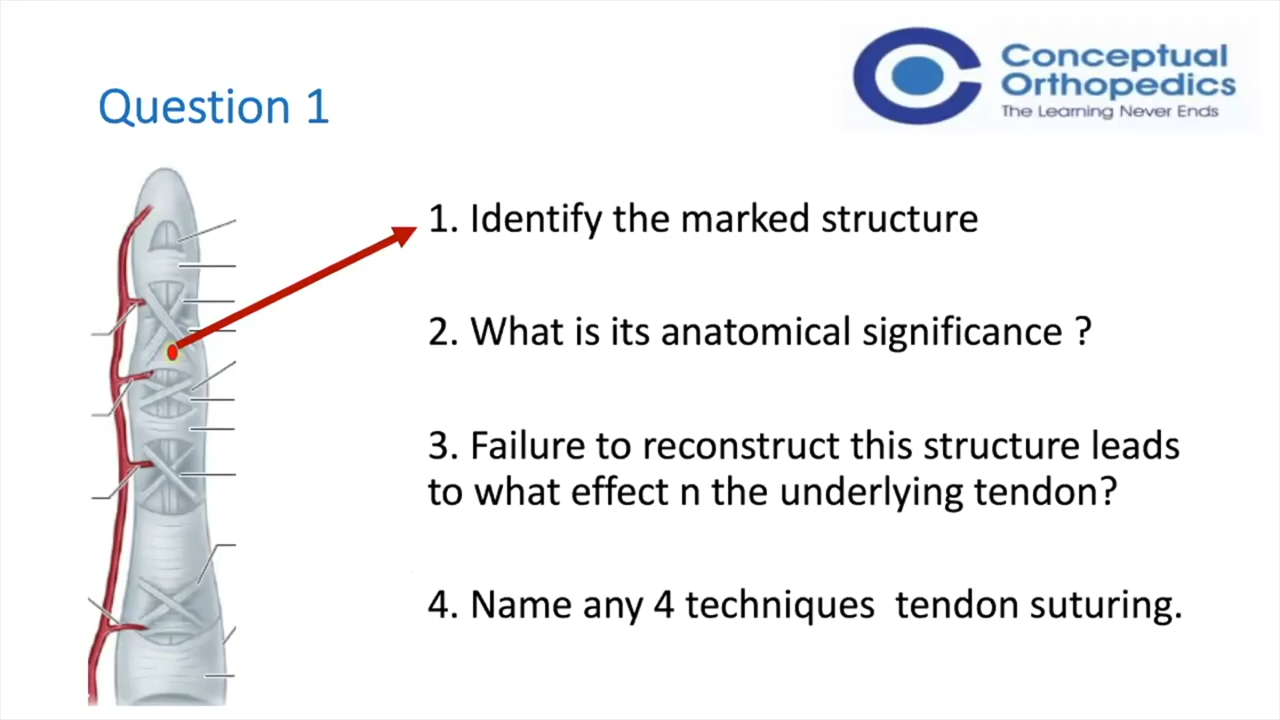 Conceptual
Orthopedics
The Learning Never Ends
Question 1
1. Identify the marked structure
2. What is its anatomical significance ?
3. Failure to reconstruct this structure leads
to what effect n the underlying tendon?
4. Name any 4 techniques  tendon suturing.